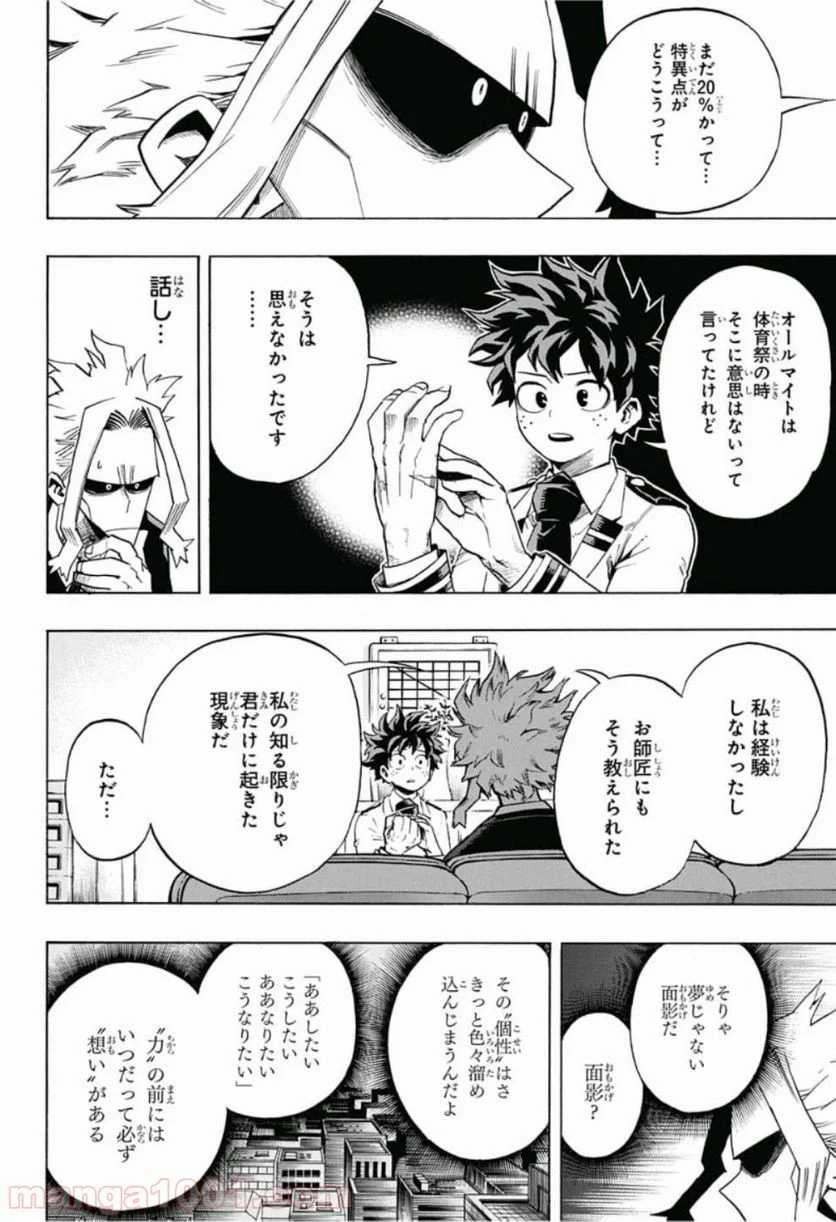 まだ20%かって…
特異点が
どうこうって…
オールマイトは
体育祭の時
そこに意思はないって
言ってたけれど
そうは
思えなかったです
……
話し…
私は経験
しなかったし
お師匠にも
そう教えられた
私の知る限りじゃ
君だけに起きた
現象だ
ただ…
そりゃ
夢じゃない
面影だ
面影?
その〝個性〟はさ
きっと色々溜め
込んじまうんだよ
「ああしたい
こうしたい
ああなりたい
こうなりたい」
〝力〟の前には
いつだって必ず
〝想い〟がある
manga1001.com